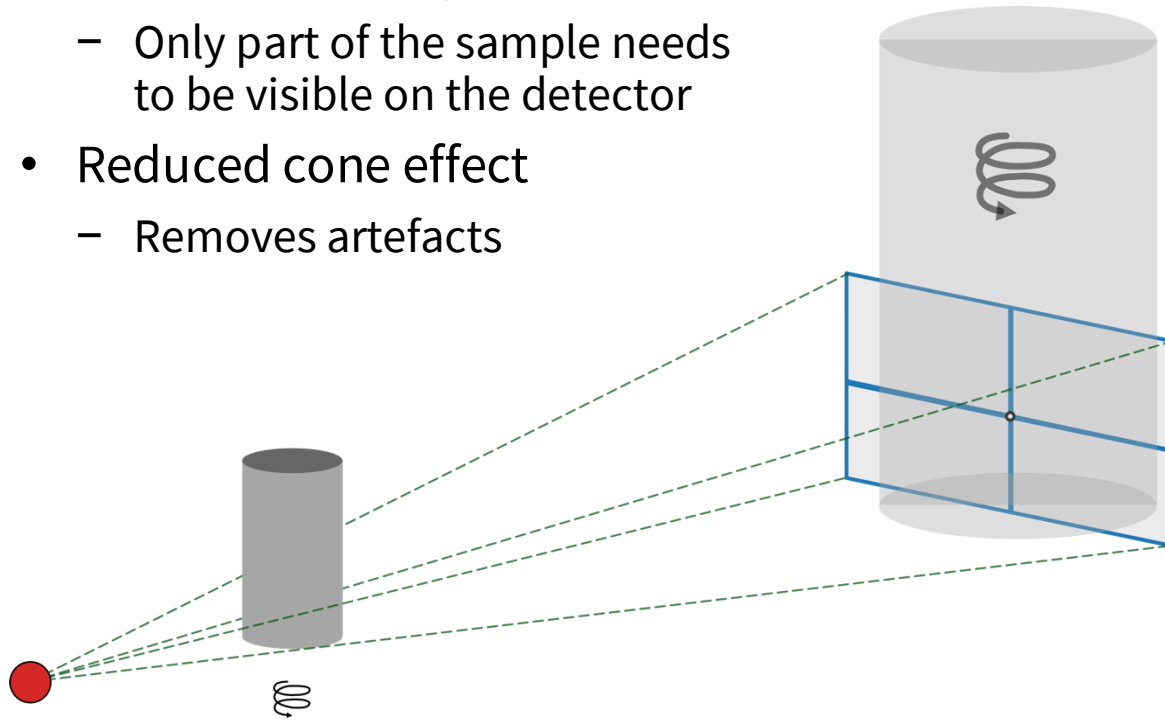 – Only part of the sample needs
to be visible on the detector
• Reduced cone effect
– Removes artefacts